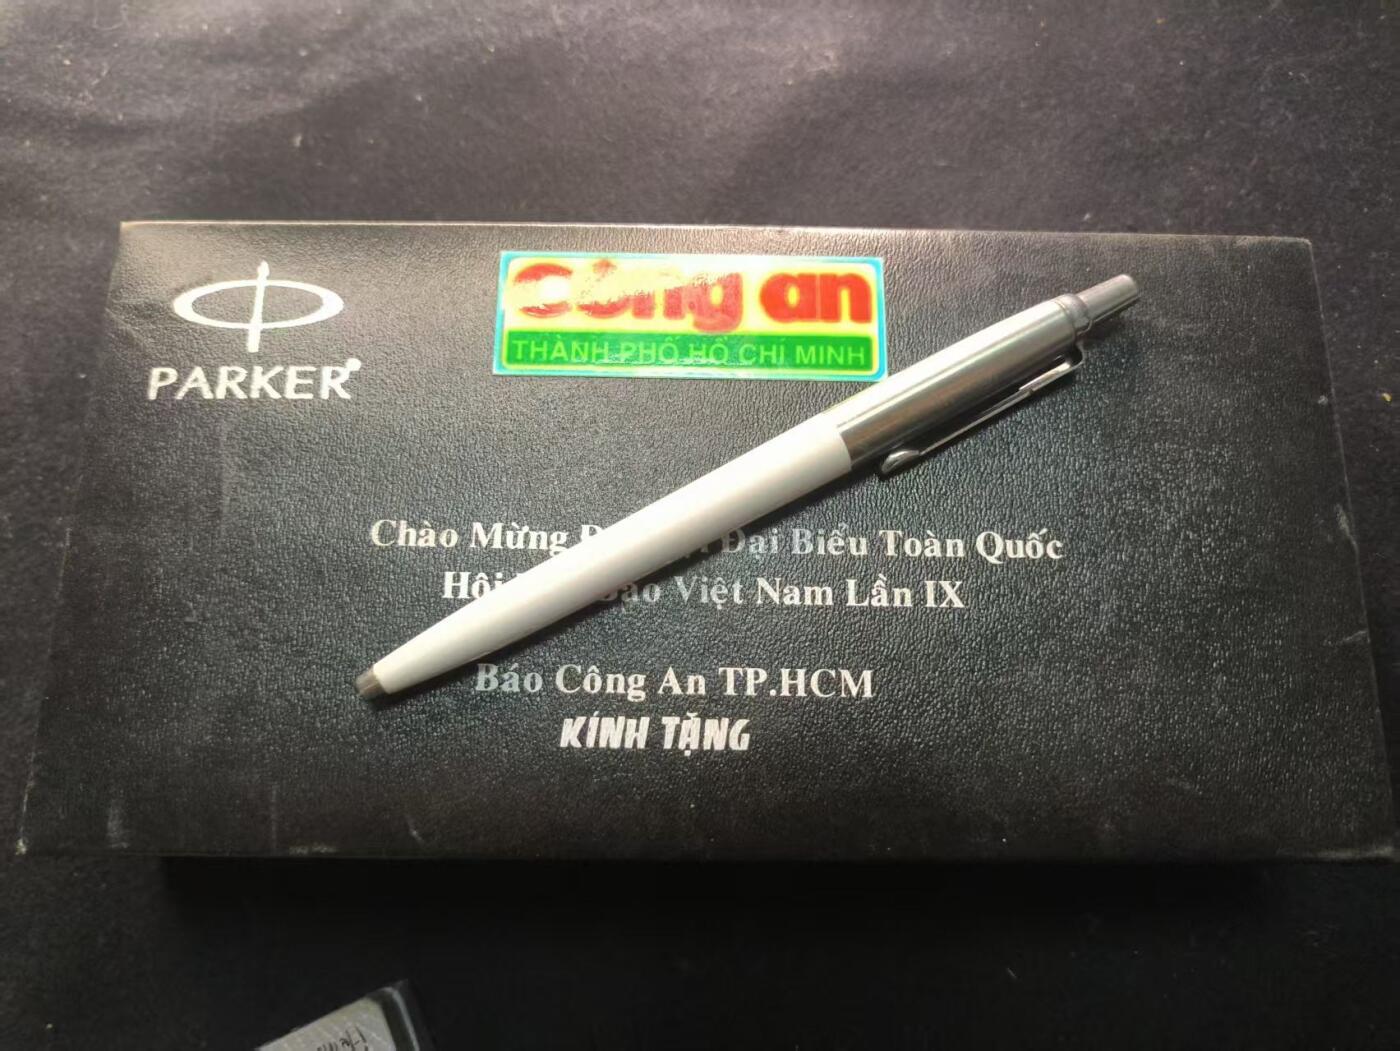 PARKER
Công an
THÀNH PHỐ HỒ CHÍ MINH
Chào Mừng Đại Biểu Toàn Quốc
Việt Nam Lần IX
Báo Công An TP.HCM
KÍNH TẶNG